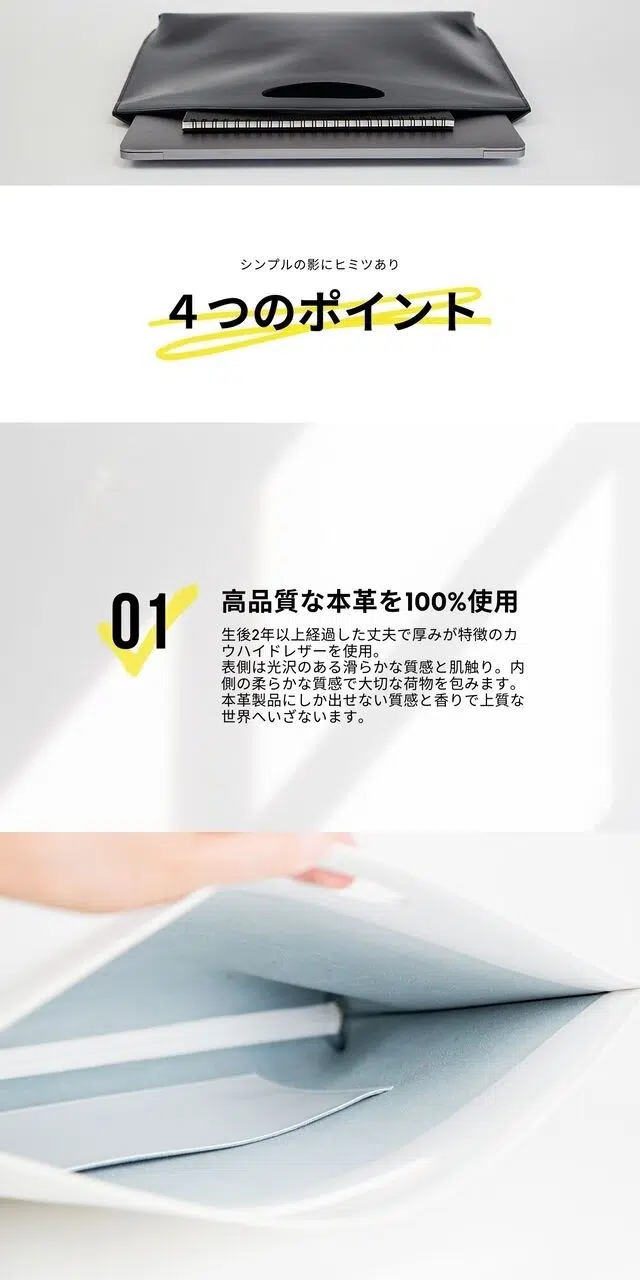 シンプルの影にヒミツあり
4つのポイント
01
高品質な本革を100%使用
生後2年以上経過した丈夫で厚みが特徴のカ
ウハイドレザーを使用。
表側は光沢のある滑らかな質感と肌触り。内
側の柔らかな質感で大切な荷物を包みます。
本革製品にしか出せない質感と香りで上質な
世界へいざないます。